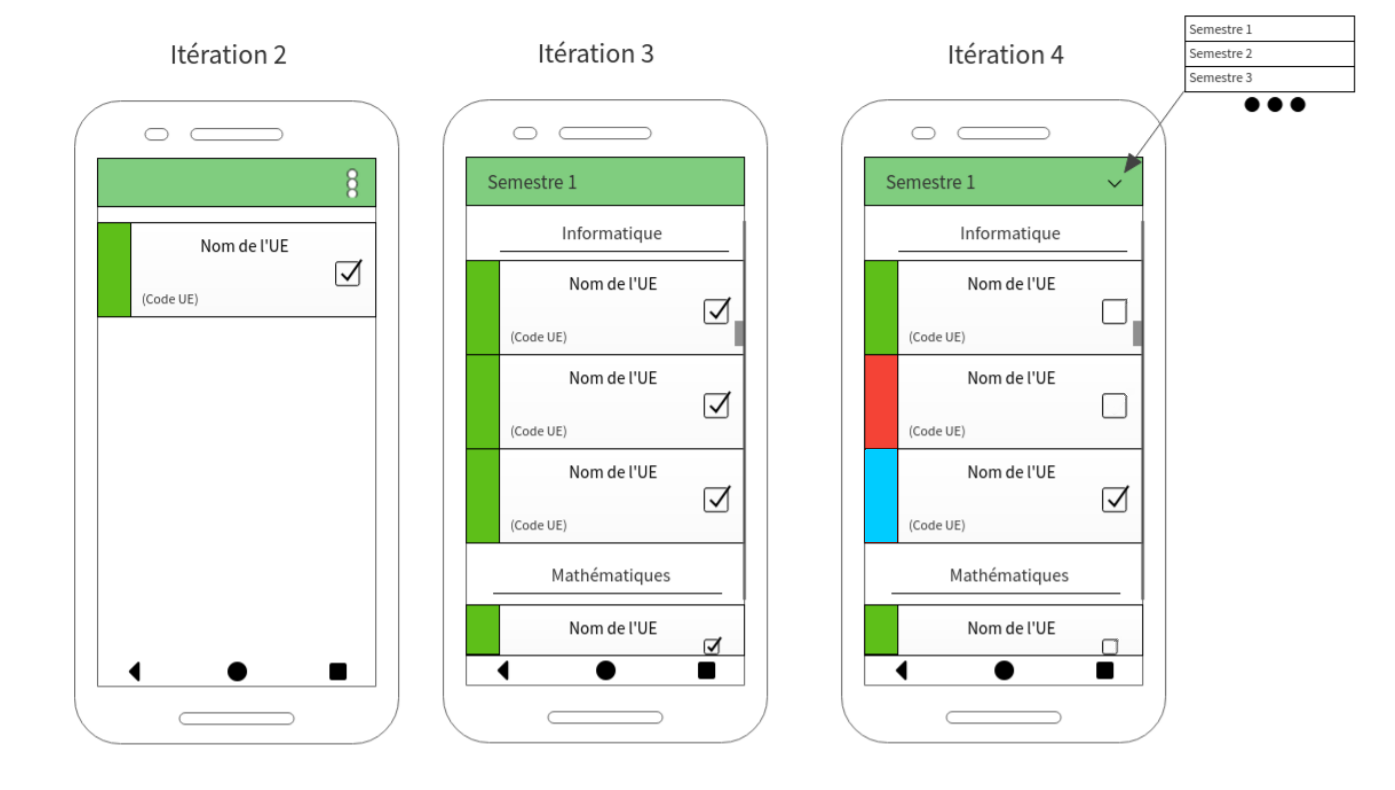 Itération 2
Nom de l'UE
(Code UE)
Itération 3
Semestre 1
Informatique
Nom de l'UE
(Code UE)
Nom de l'UE
(Code UE)
Nom de l'UE
(Code UE)
Mathématiques
Nom de l'UE
Itération 4
Semestre 1
Informatique
Nom de l'UE
(Code UE)
Nom de l'UE
(Code UE)
Nom de l'UE
(Code UE)
Mathématiques
Nom de l'UE
Semestre 1
Semestre 2
Semestre 3